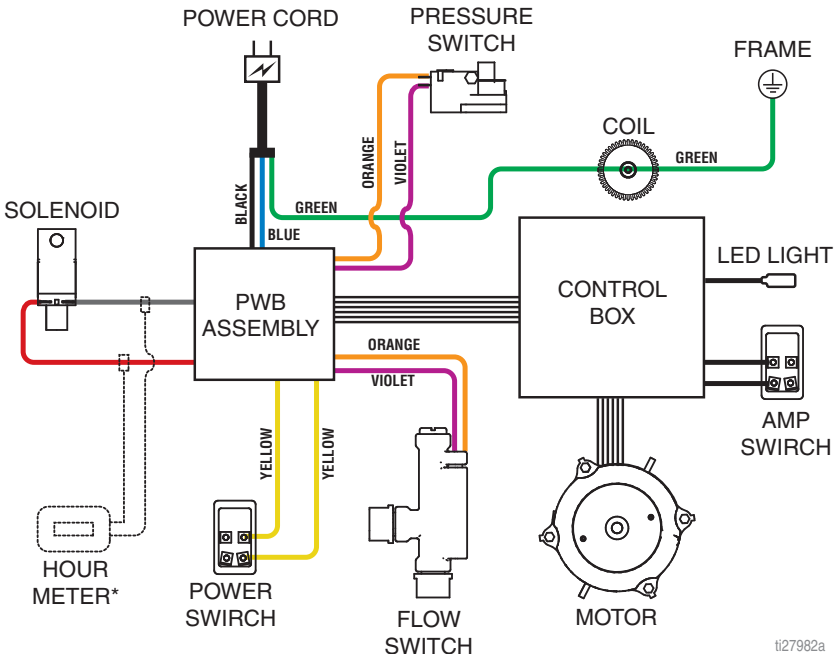 POWER CORD
PRESSURE
SWITCH
FRAME
COIL
ORANGE
VIOLET
GREEN
BLACK
GREEN
BLUE
SOLENOID
PWB
ASSEMBLY
CONTROL
BOX
LED LIGHT
ORANGE
VIOLET
AMP
SWIRCH
YELLOW
YELLOW
HOUR
METER*
POWER
SWIRCH
FLOW
SWITCH
MOTOR
ti27982a